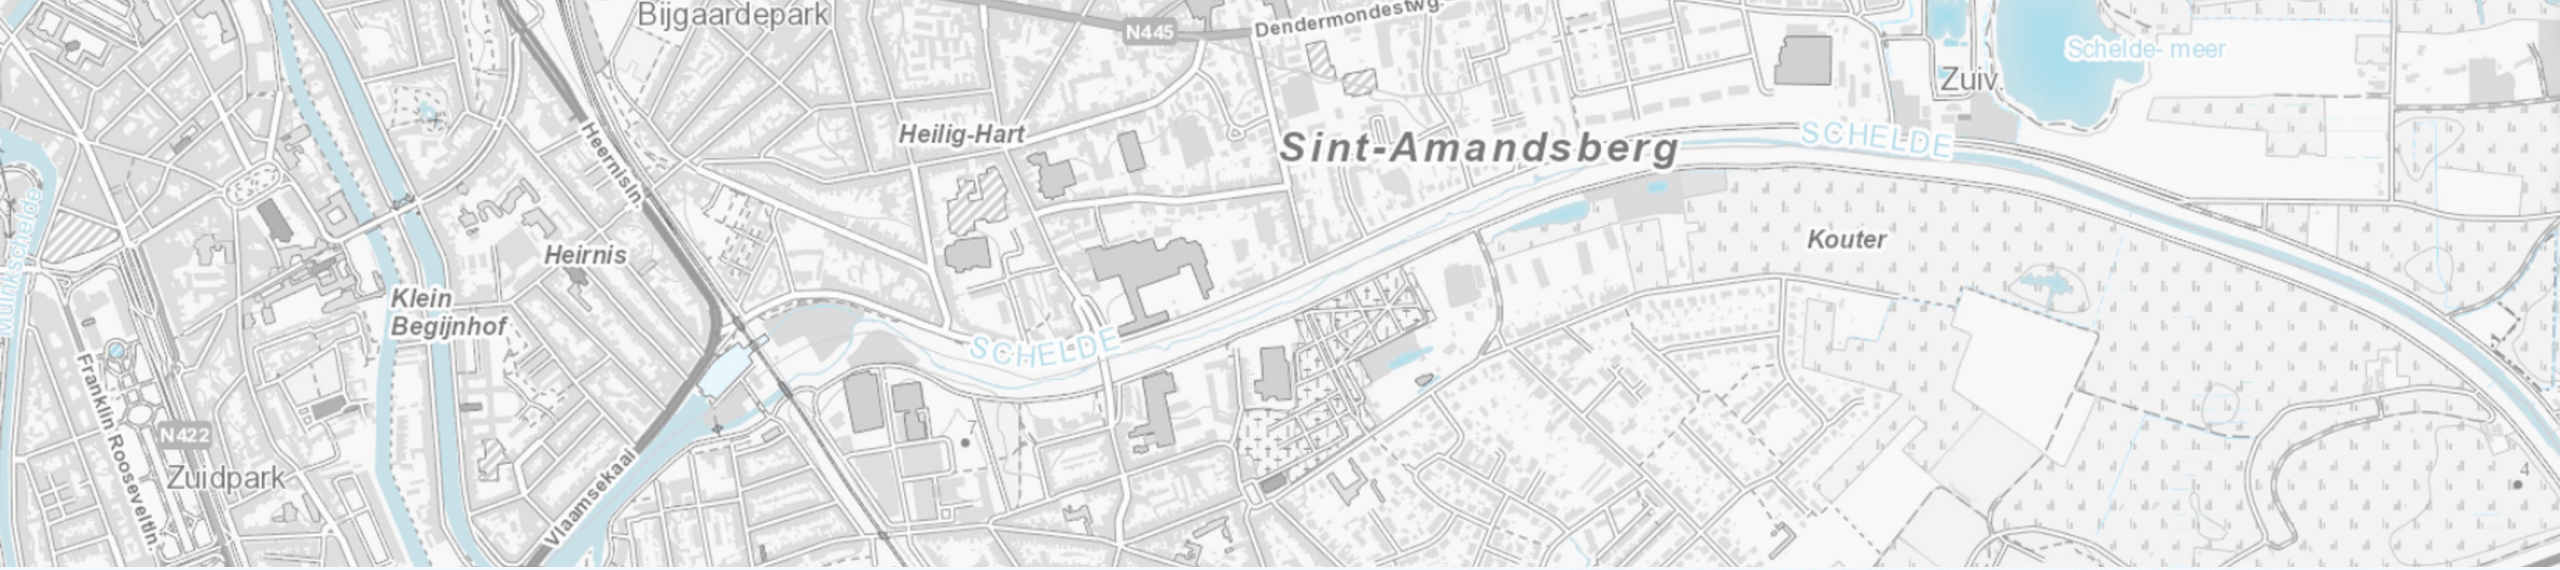 Bijgaardepark
N445
Dendermondestwg.
Schelde- meer
Zuiv.
Heernisln.
Heilig-Hart
Sint-Amandsberg
SCHELDE
Muinkschelde
Heirnis
Kouter
Klein
Begijnhof
SCHELDE
Franklin Rooseveltln.
N422
7
Zuidpark
Vlaamsekaai
4